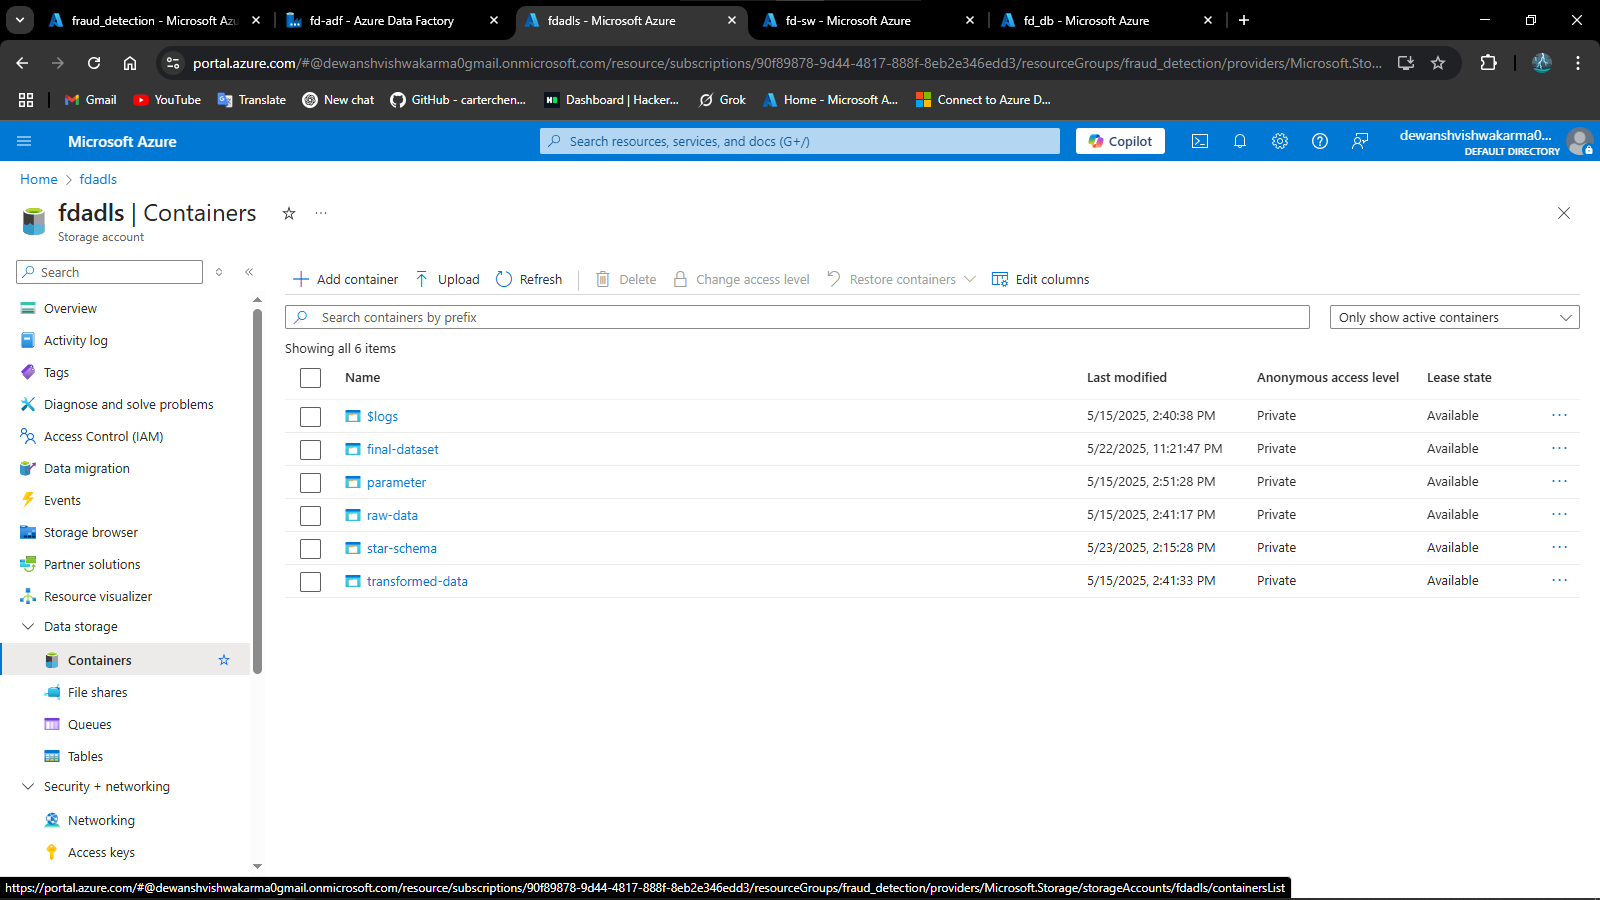 fraud_detection - Microsoft Azu
fd-adf - Azure Data Factory
fdadls - Microsoft Azure
fd-sw - Microsoft Azure
fd_db - Microsoft Azure
portal.azure.com/#@dewanshvishwakarma0gmail.onmicrosoft.com/resource/subscriptions/90f89878-9d44-4817-888f-8eb2e346edd3/resourceGroups/fraud_detection/providers/Microsoft.Sto...
Gmail
YouTube
Translate
New chat
GitHub - carterchen...
Dashboard | Hacker...
Grok
Home - Microsoft A...
Connect to Azure D...
Microsoft Azure
Search resources, services, and docs (G+/)
Copilot
dewanshvishwakarma0...
DEFAULT DIRECTORY
Home > fdadls
fdadls | Containers
Storage account
Search
Add container
Upload
Refresh
Delete
Change access level
Restore containers
Edit columns
Overview
Activity log
Tags
Diagnose and solve problems
Access Control (IAM)
Data migration
Events
Storage browser
Partner solutions
Resource visualizer
Data storage
Containers
File shares
Queues
Tables
Security + networking
Networking
Access keys
Search containers by prefix
Only show active containers
Showing all 6 items
Name Last modified Anonymous access level Lease state
$logs 5/15/2025, 2:40:38 PM Private Available
final-dataset 5/22/2025, 11:21:47 PM Private Available
parameter 5/15/2025, 2:51:28 PM Private Available
raw-data 5/15/2025, 2:41:17 PM Private Available
star-schema 5/23/2025, 2:15:28 PM Private Available
transformed-data 5/15/2025, 2:41:33 PM Private Available
https://portal.azure.com/#@dewanshvishwakarma0gmail.onmicrosoft.com/resource/subscriptions/90f89878-9d44-4817-888f-8eb2e346edd3/resourceGroups/fraud_detection/providers/Microsoft.Storage/storageAccounts/fdadls/containersList